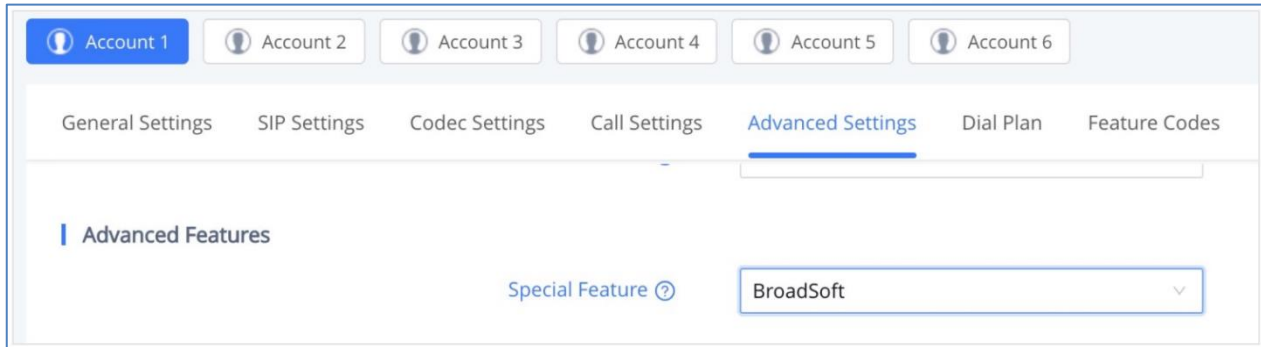 Account 1 Account 2 Account 3 Account 4 Account 5 Account 6
General Settings SIP Settings Codec Settings Call Settings Advanced Settings Dial Plan Feature Codes
Advanced Features
Special Feature BroadSoft